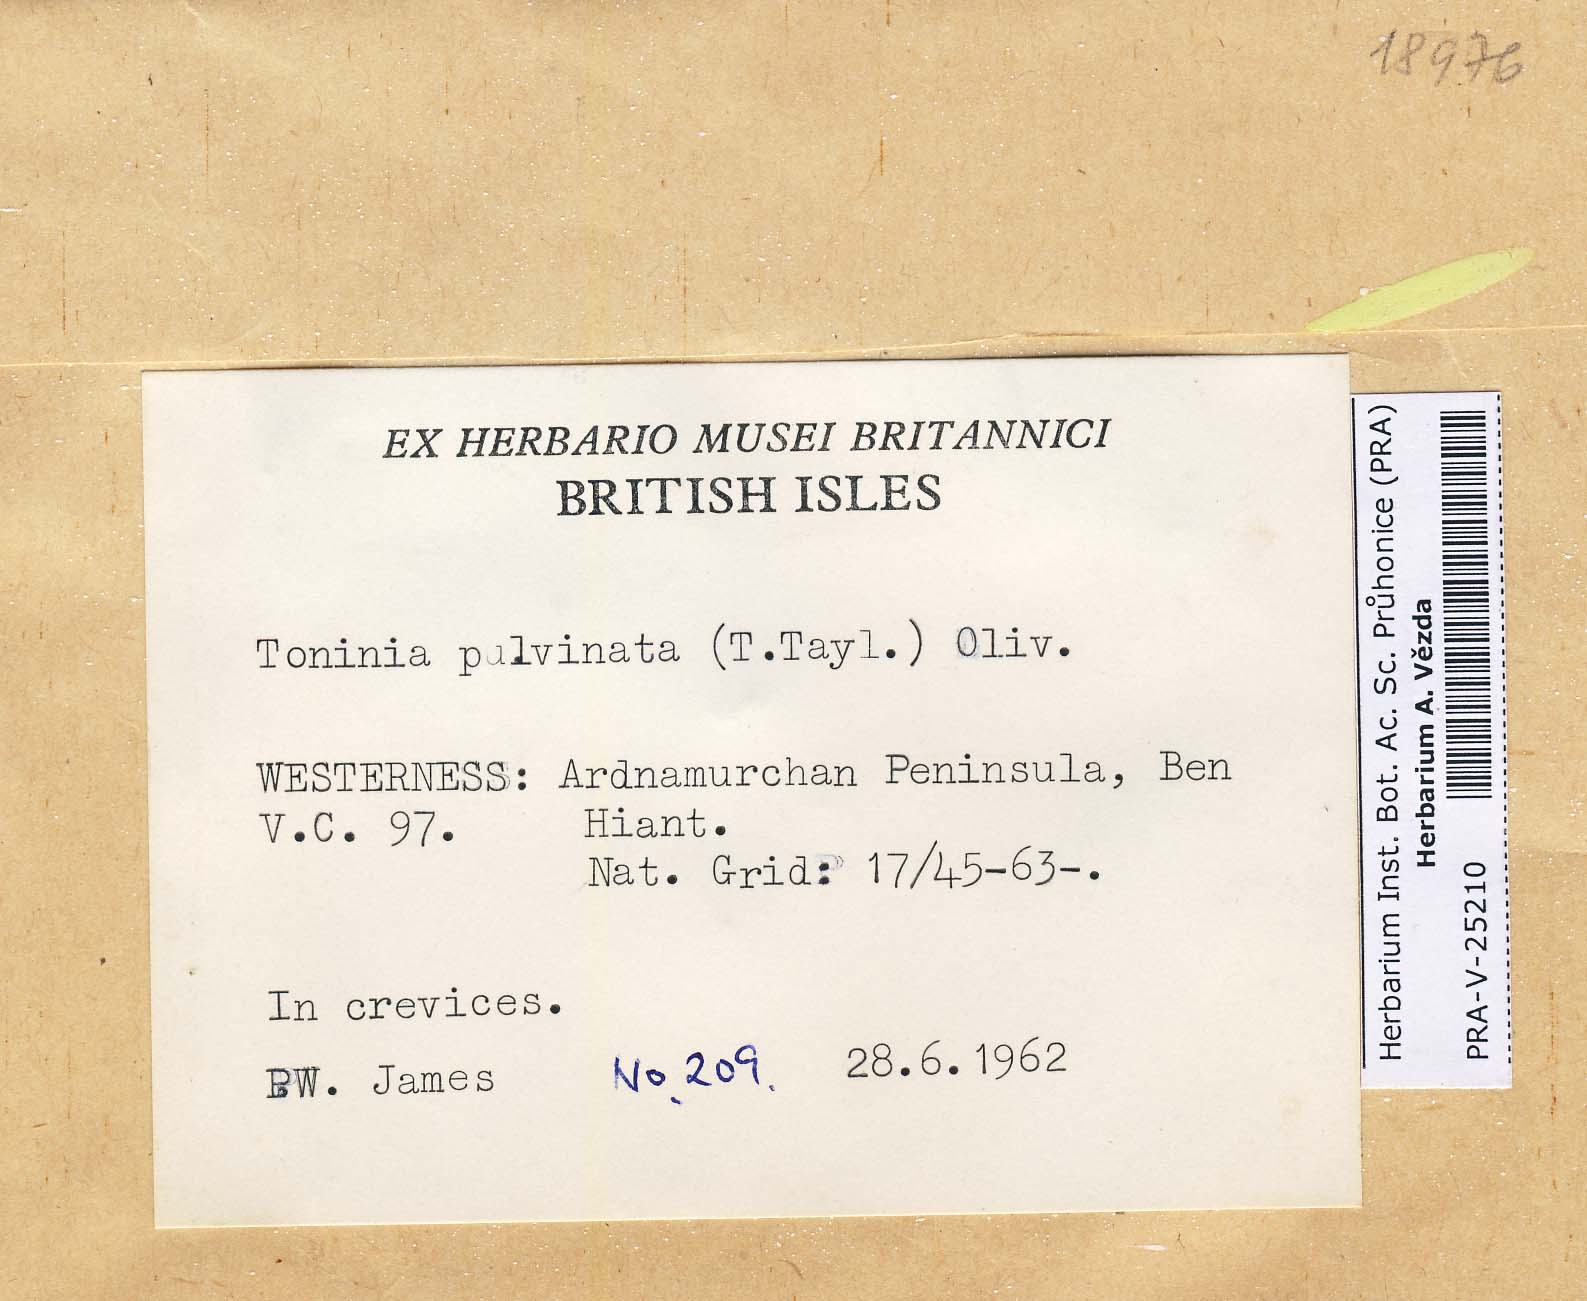 18976
EX HERBARIO MUSEI BRITANNICI
BRITISH ISLES
Toninia pulvinata (T.Tayl.) Oliv.
WESTERNESS: Ardnamurchan Peninsula, Ben
V.C. 97. Hiant.
Nat. Grid: 17/45-63-.
In crevices.
P.W. James No. 209. 28.6.1962
Herbarium Inst. Bot. Ac. Sc. Průhonice (PRA)
Herbarium A. Vězda
PRA-V-25210